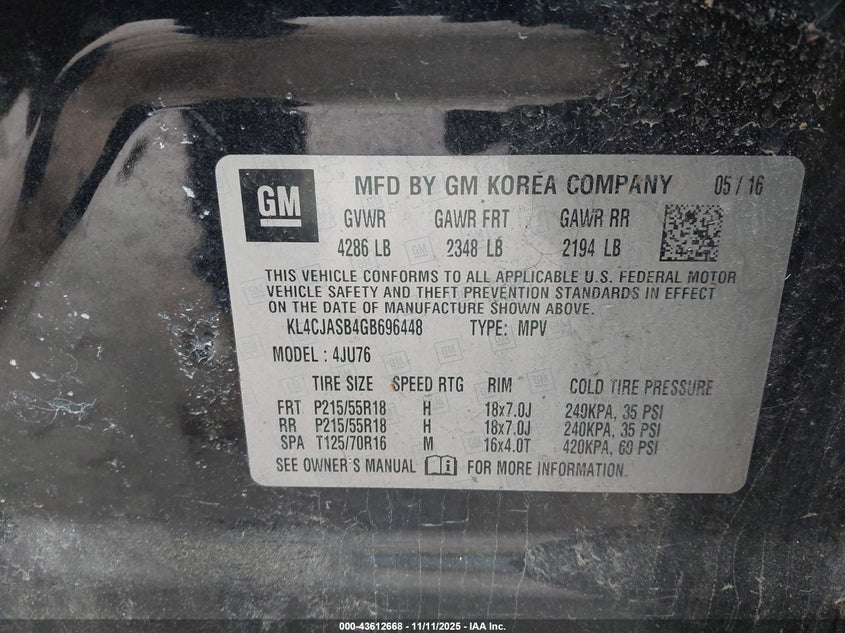 GM
MFD BY GM KOREA COMPANY 05 / 16
GVWR GAWR FRT GAWR RR
4286 LB 2348 LB 2194 LB
THIS VEHICLE CONFORMS TO ALL APPLICABLE U.S. FEDERAL MOTOR
VEHICLE SAFETY AND THEFT PREVENTION STANDARDS IN EFFECT
ON THE DATE OF MANUFACTURE SHOWN ABOVE.
KL4CJASB4GB696448 TYPE: MPV
MODEL : 4JU76
TIRE SIZE SPEED RTG RIM COLD TIRE PRESSURE
FRT P215/55R18 H 18x7.0J 240KPA, 35 PSI
RR P215/55R18 H 18x7.0J 240KPA, 35 PSI
SPA T125/70R16 M 16x4.0T 420KPA, 60 PSI
SEE OWNER'S MANUAL FOR MORE INFORMATION.
000-43612668 - 11/11/2025 - IAA Inc.